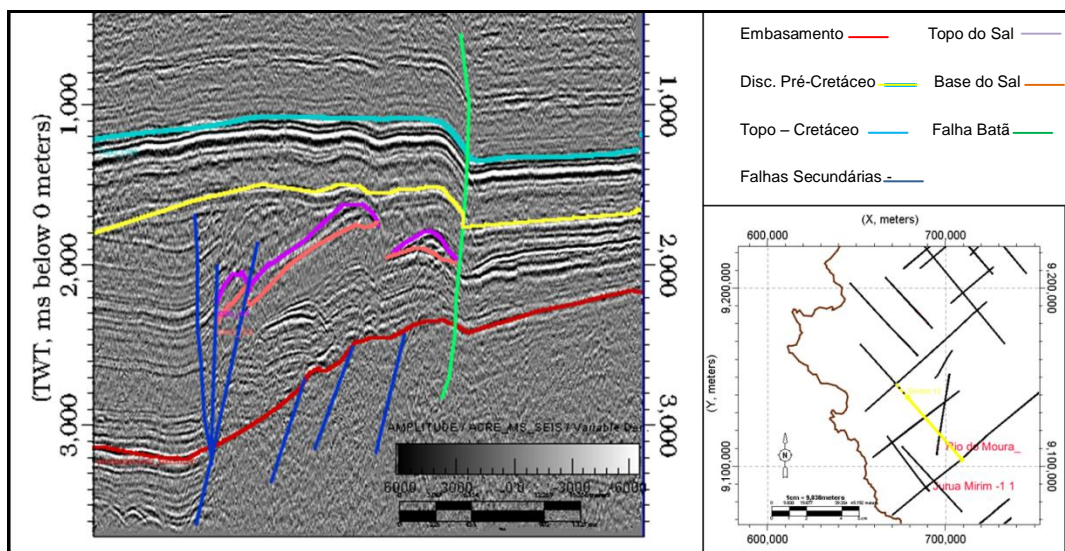 (TWT, ms below 0 meters)
1,000
2,000
3,000
1,000
2,000
3,000
AMPLITUDE / ACRE_MS_SEIS / Variable Den
6000
3000
-0.0
-3000
-6000
Embasamento
Topo do Sal
Disc. Pré-Cretáceo
Base do Sal
Topo – Cretáceo
Falha Batã
Falhas Secundárias -
(X, meters)
600,000
700,000
(Y, meters)
9,200,000
9,100,000
9,200,000
9,100,000
Rio do Moura_
Jurua Mirim -1 1
N
1cm = 9,838meters
600,000
700,000